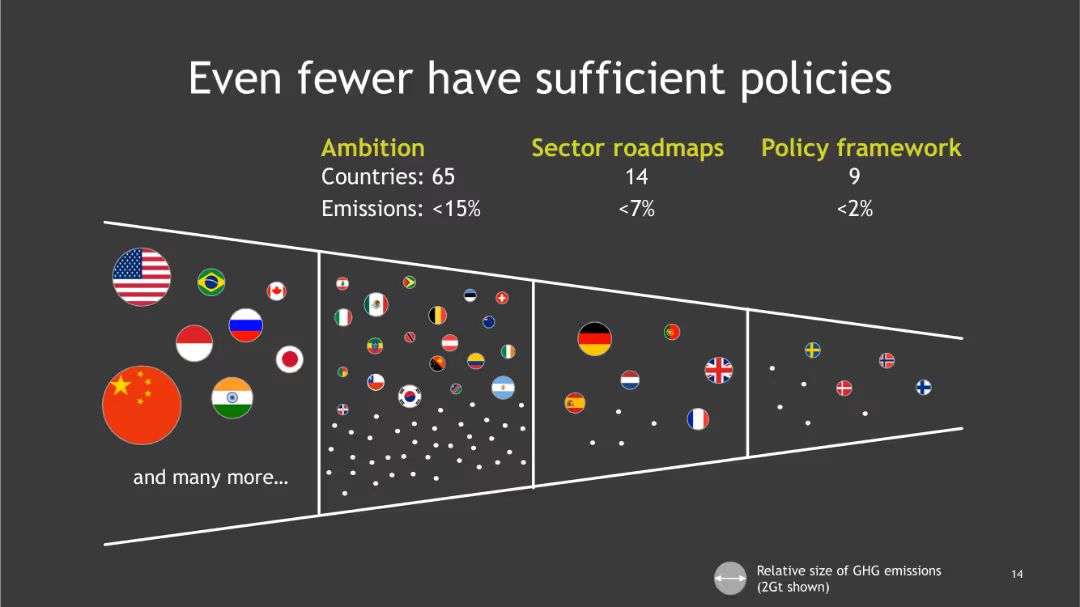 Even fewer have sufficient policies
Ambition Sector roadmaps Policy framework
Countries: 65 14 9
Emissions: <15% <7% <2%
and many more…
Relative size of GHG emissions
(2Gt shown)
14